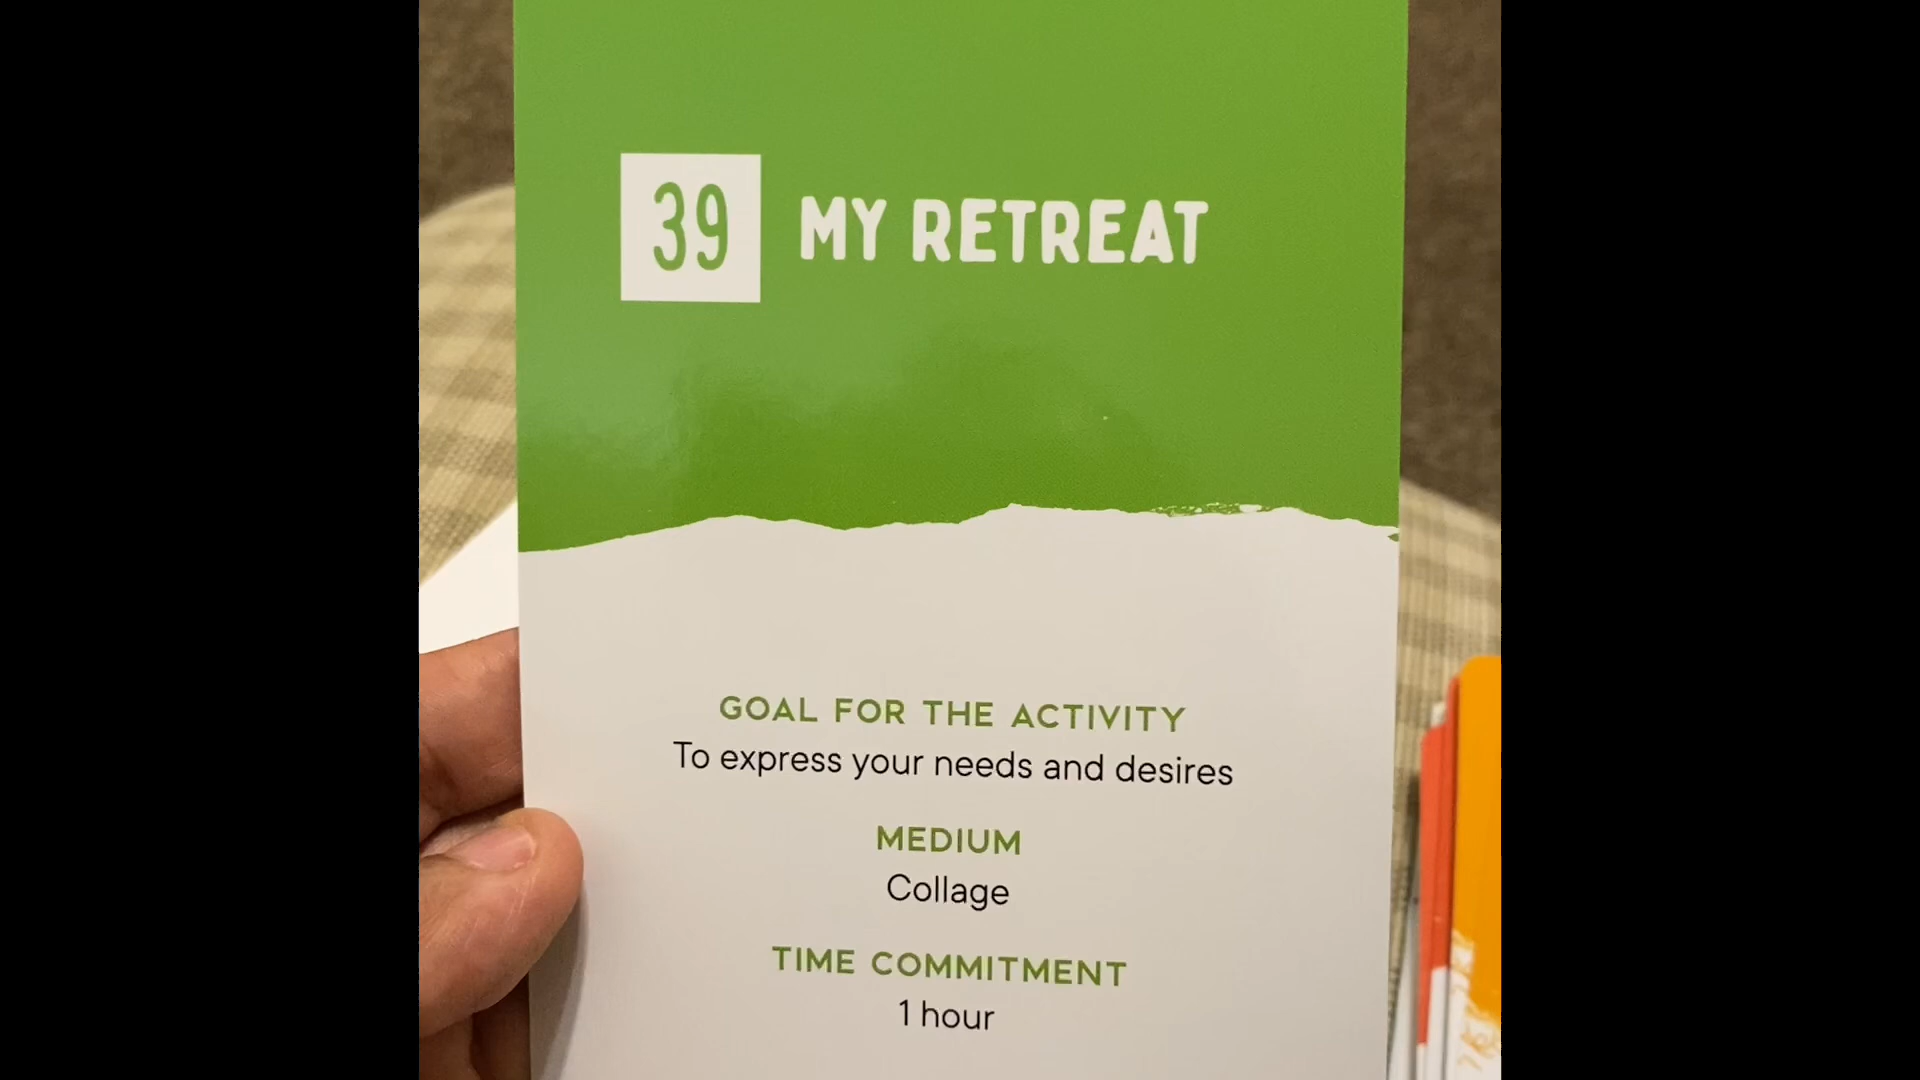 39 MY RETREAT
GOAL FOR THE ACTIVITY
To express your needs and desires
MEDIUM
Collage
TIME COMMITMENT
1 hour